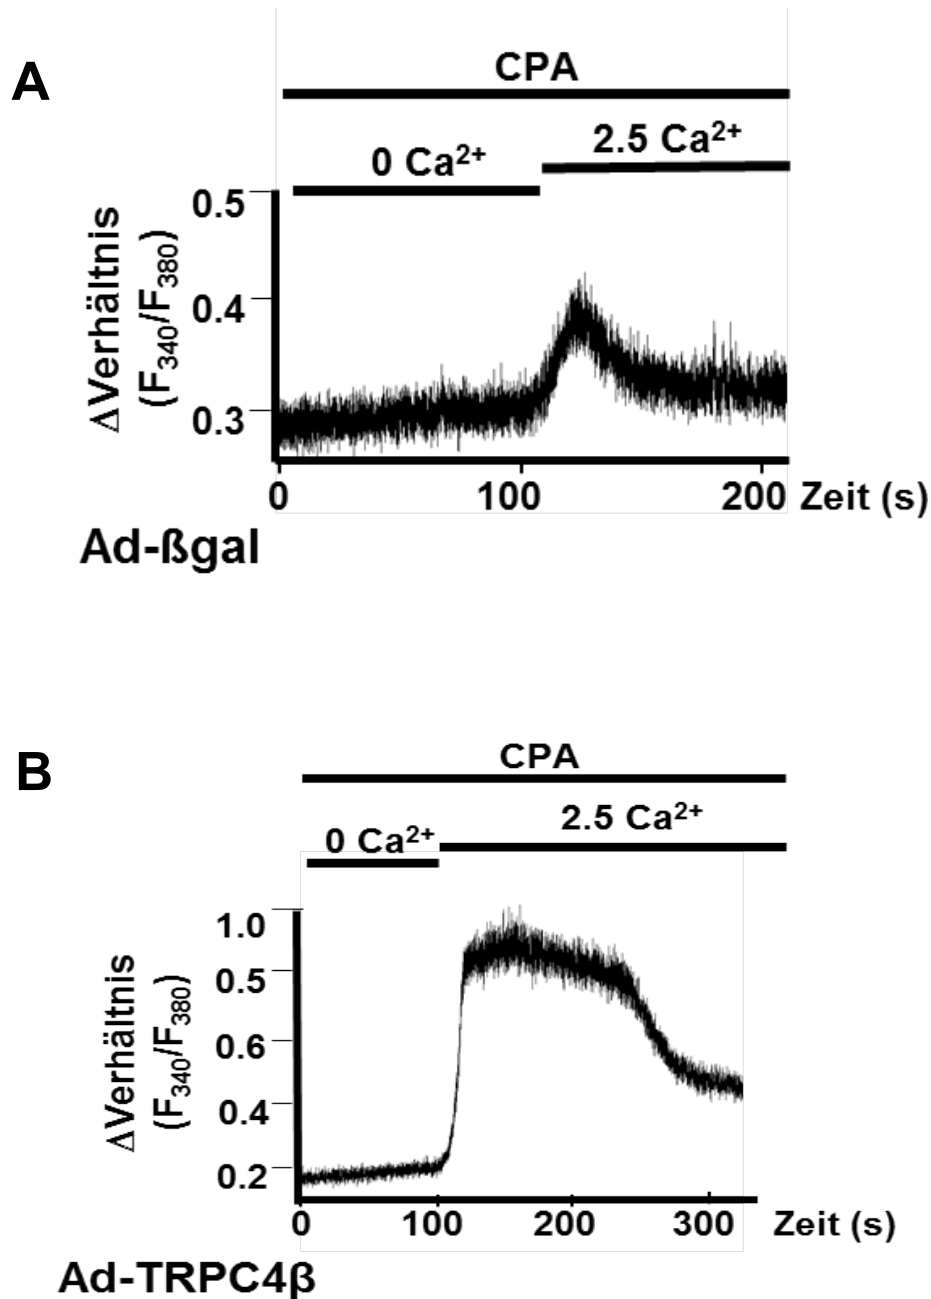 A
CPA
2.5 Ca²⁺
0 Ca²⁺
ΔVerhältnis
(F₃₄₀/F₃₈₀)
0.5
0.4
0.3
0 100 200 Zeit (s)
Ad-ßgal
B
CPA
2.5 Ca²⁺
0 Ca²⁺
ΔVerhältnis
(F₃₄₀/F₃₈₀)
1.0
0.5
0.6
0.4
0.2
0 100 200 300 Zeit (s)
Ad-TRPC4β